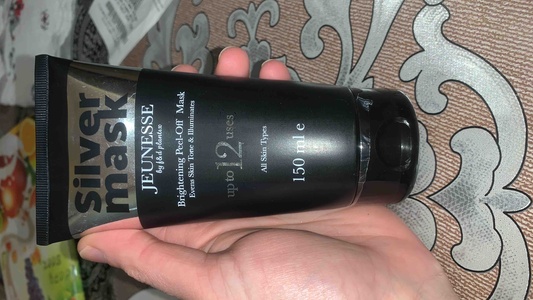 silver
mask
JEUNESSE
by f&d plantes
Brightening Peel-Off Mask
Evens Skin Tone & Illuminates
up to 12 uses
All Skin Types
150 ml e